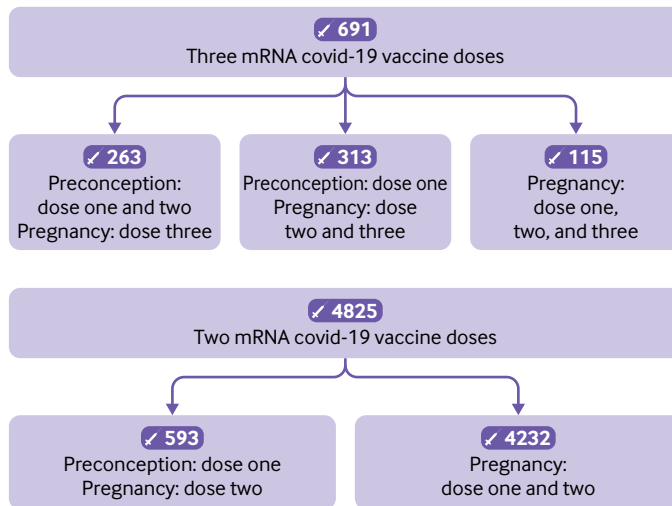 691
Three mRNA covid-19 vaccine doses
263
Preconception:
dose one and two
Pregnancy: dose three
313
Preconception: dose one
Pregnancy: dose
two and three
115
Pregnancy:
dose one,
two, and three
4825
Two mRNA covid-19 vaccine doses
593
Preconception: dose one
Pregnancy: dose two
4232
Pregnancy:
dose one and two